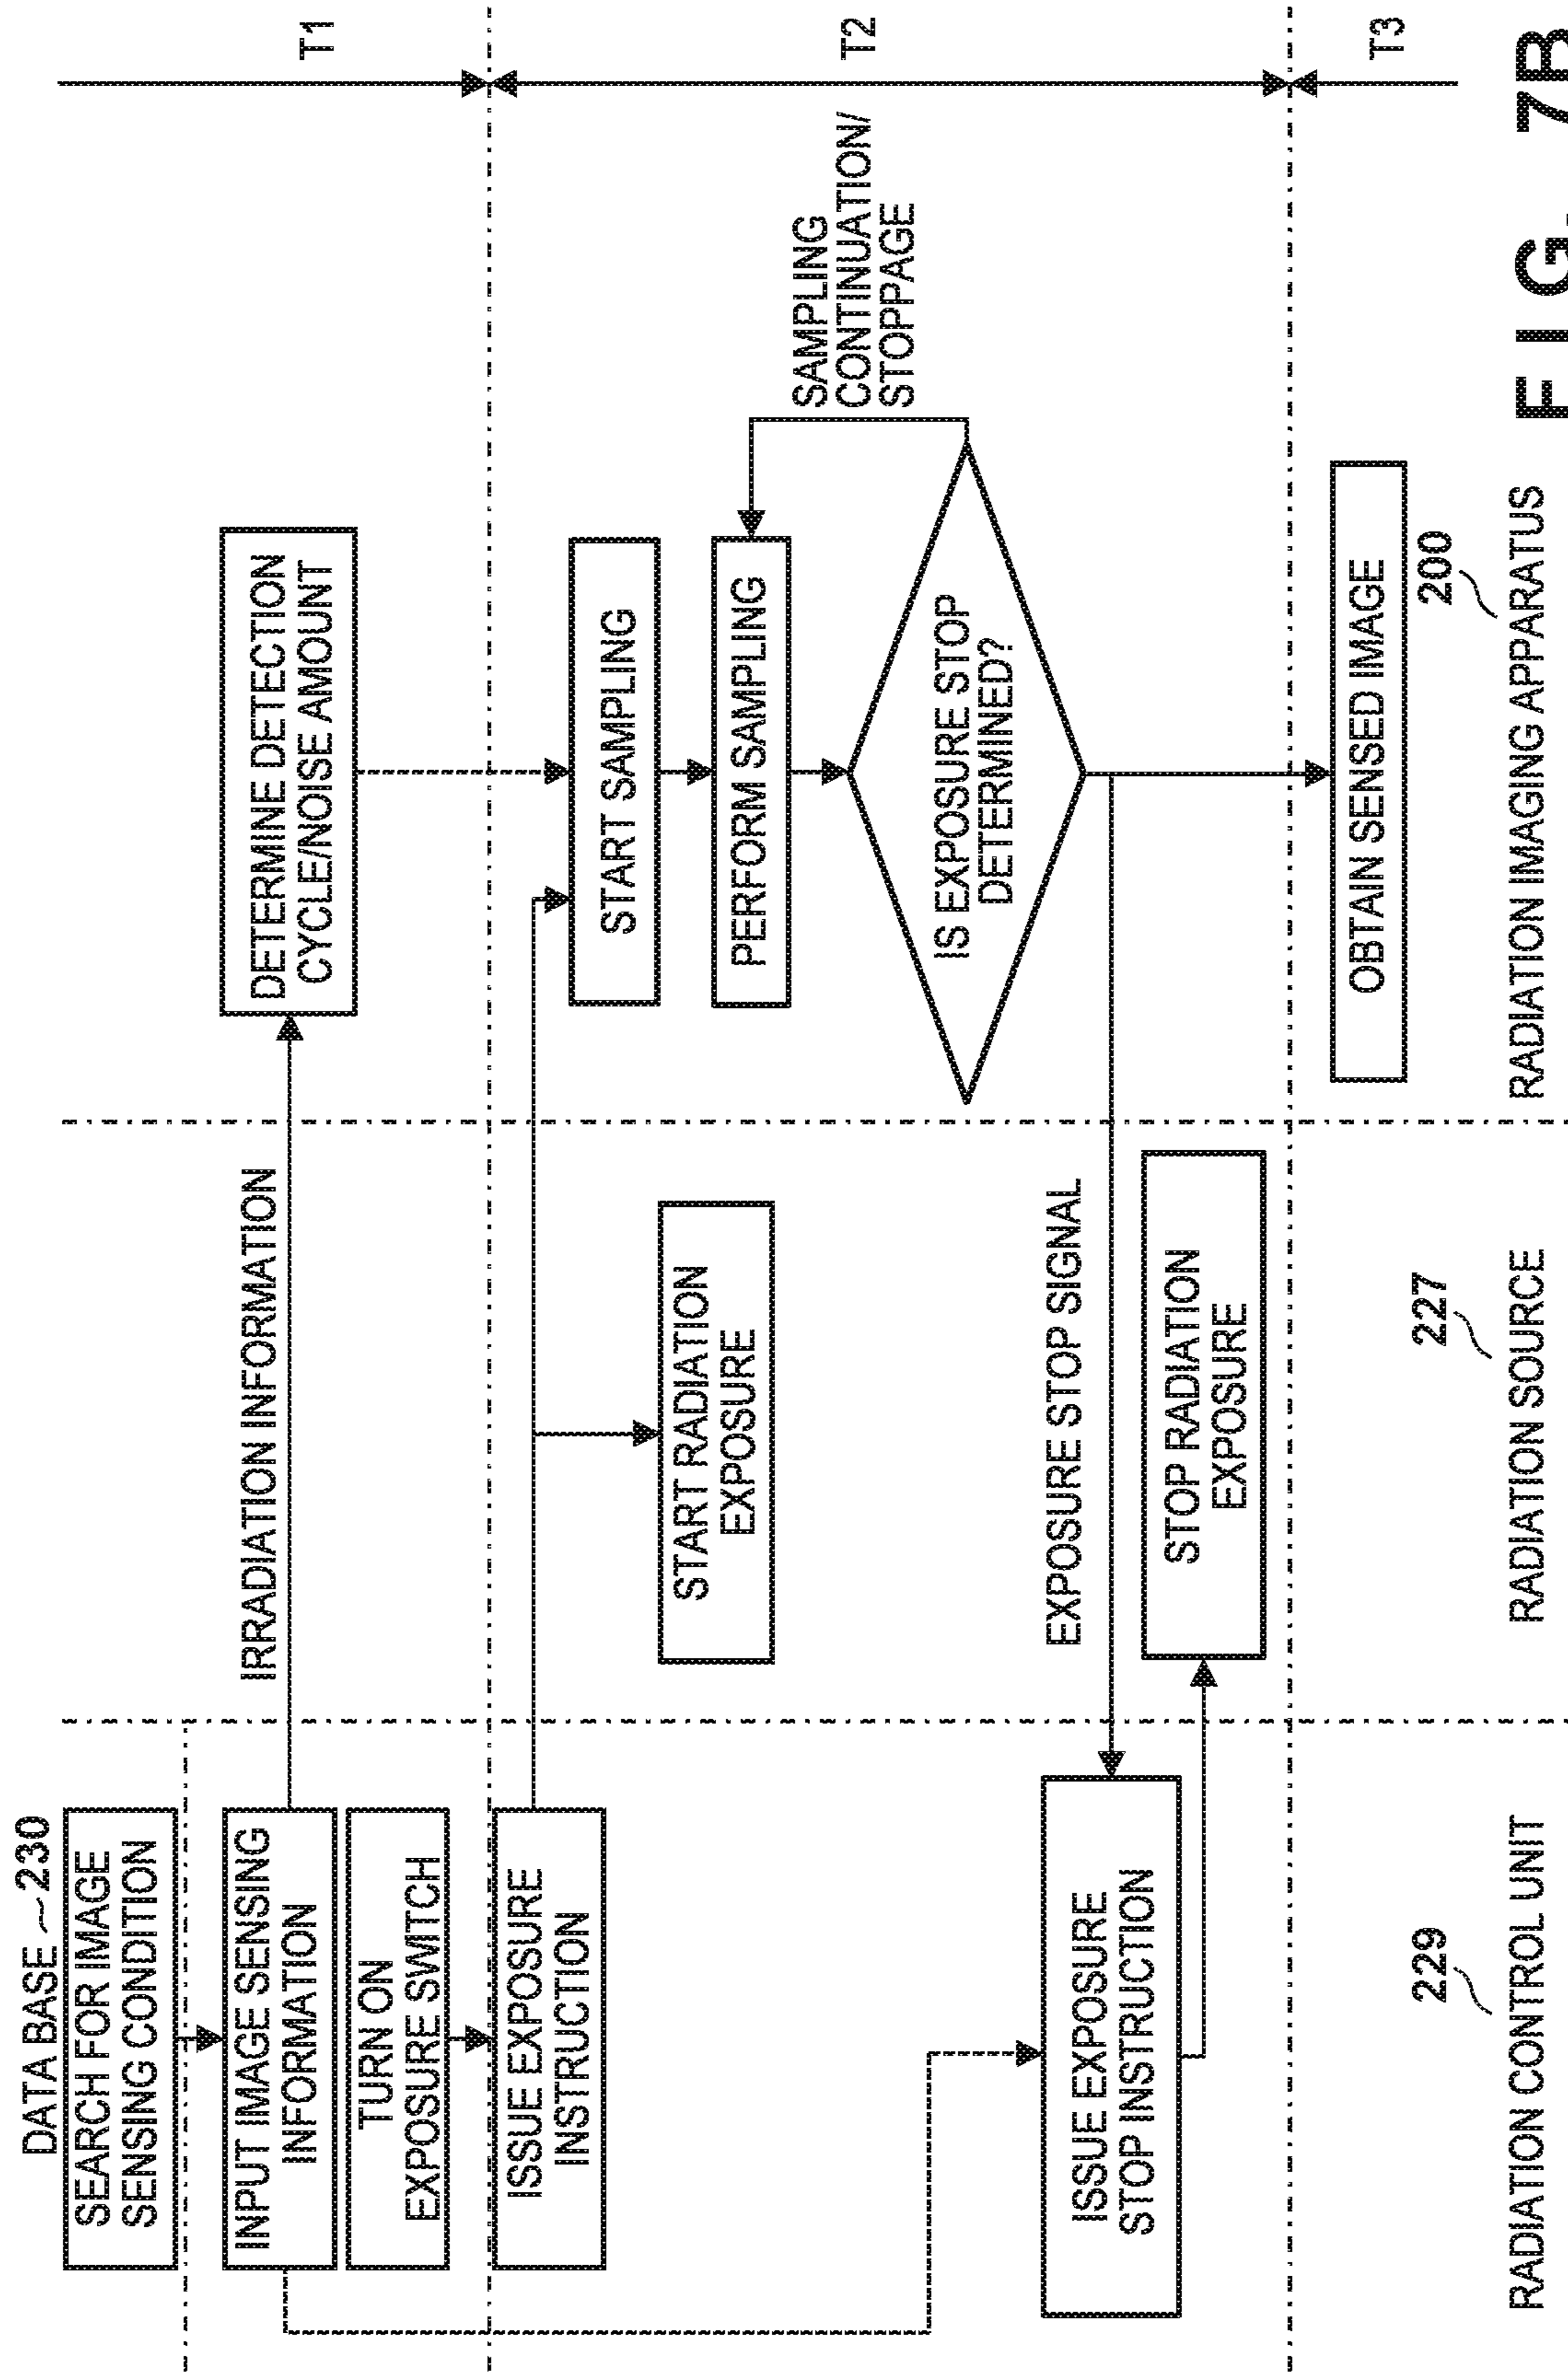 DATA BASE ~230
SEARCH FOR IMAGE
SENSING CONDITION
INPUT IMAGE SENSING
INFORMATION
TURN ON
EXPOSURE SWITCH
ISSUE EXPOSURE
INSTRUCTION
ISSUE EXPOSURE
STOP INSTRUCTION
229
RADIATION CONTROL UNIT
IRRADIATION INFORMATION
START RADIATION
EXPOSURE
EXPOSURE STOP SIGNAL
STOP RADIATION
EXPOSURE
227
RADIATION SOURCE
DETERMINE DETECTION
CYCLE/NOISE AMOUNT
START SAMPLING
PERFORM SAMPLING
IS EXPOSURE STOP
DETERMINED?
SAMPLING
CONTINUATION/
STOPPAGE
OBTAIN SENSED IMAGE
200
RADIATION IMAGING APPARATUS
T1
T2
T3
FIG. 7B